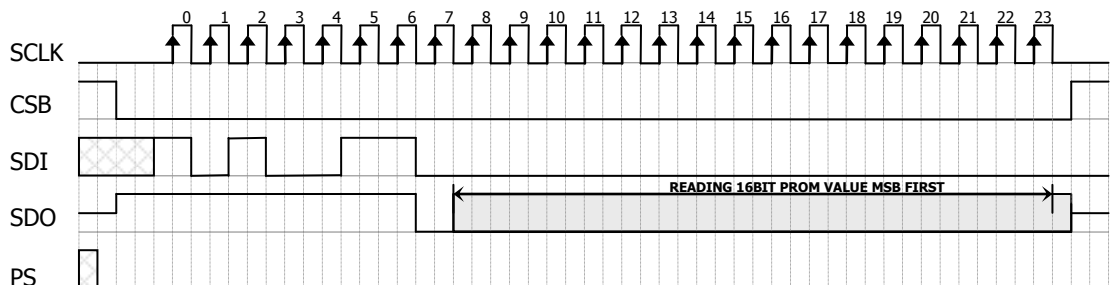 0 1 2 3 4 5 6 7 8 9 10 11 12 13 14 15 16 17 18 19 20 21 22 23
SCLK
CSB
SDI
READING 16BIT PROM VALUE MSB FIRST
SDO
PS